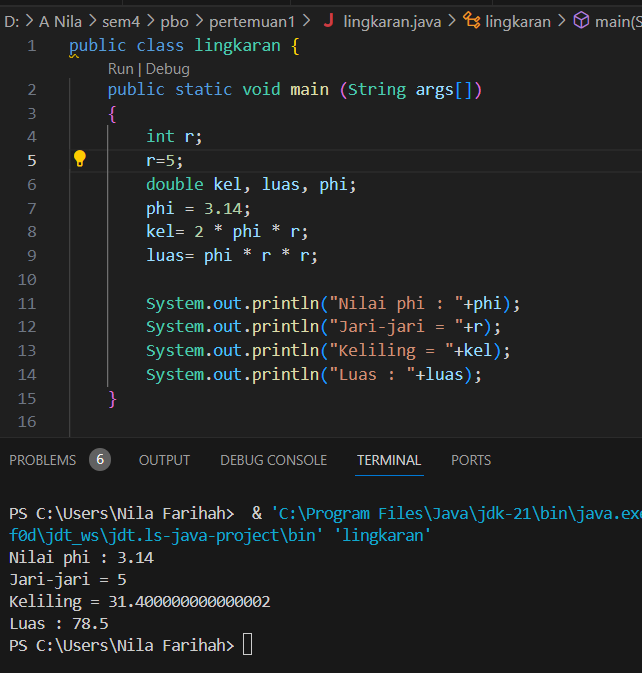 D: > A Nila > sem4 > pbo > pertemuan1 > J lingkaran.java > lingkaran > main(S
1 public class lingkaran {
Run | Debug
2 public static void main (String args[])
3 {
4 int r;
5 r=5;
6 double kel, luas, phi;
7 phi = 3.14;
8 kel= 2 * phi * r;
9 luas= phi * r * r;
10
11 System.out.println("Nilai phi : "+phi);
12 System.out.println("Jari-jari = "+r);
13 System.out.println("Keliling = "+kel);
14 System.out.println("Luas : "+luas);
15 }
16
PROBLEMS 6 OUTPUT DEBUG CONSOLE TERMINAL PORTS
PS C:\Users\Nila Farihah>  & 'C:\Program Files\Java\jdk-21\bin\java.exe
f0d\jdt_ws\jdt.ls-java-project\bin' 'lingkaran'
Nilai phi : 3.14
Jari-jari = 5
Keliling = 31.400000000000002
Luas : 78.5
PS C:\Users\Nila Farihah>